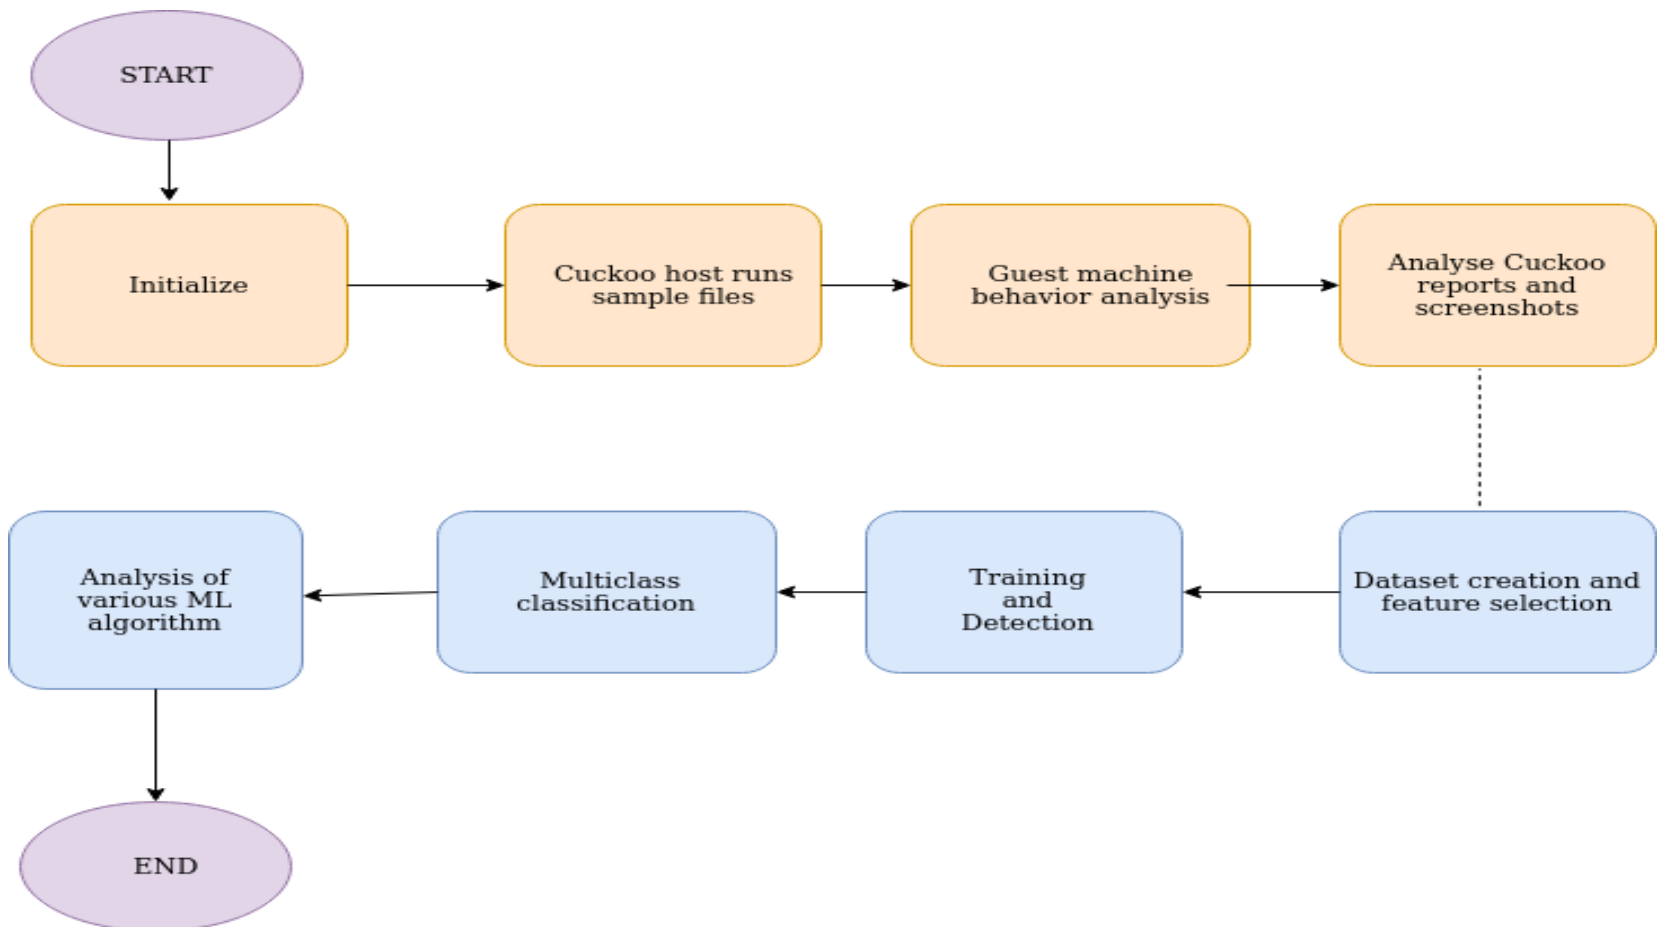 START
Initialize
Cuckoo host runs
sample files
Guest machine
behavior analysis
Analyse Cuckoo
reports and
screenshots
Dataset creation and
feature selection
Training
and
Detection
Multiclass
classification
Analysis of
various ML
algorithm
END